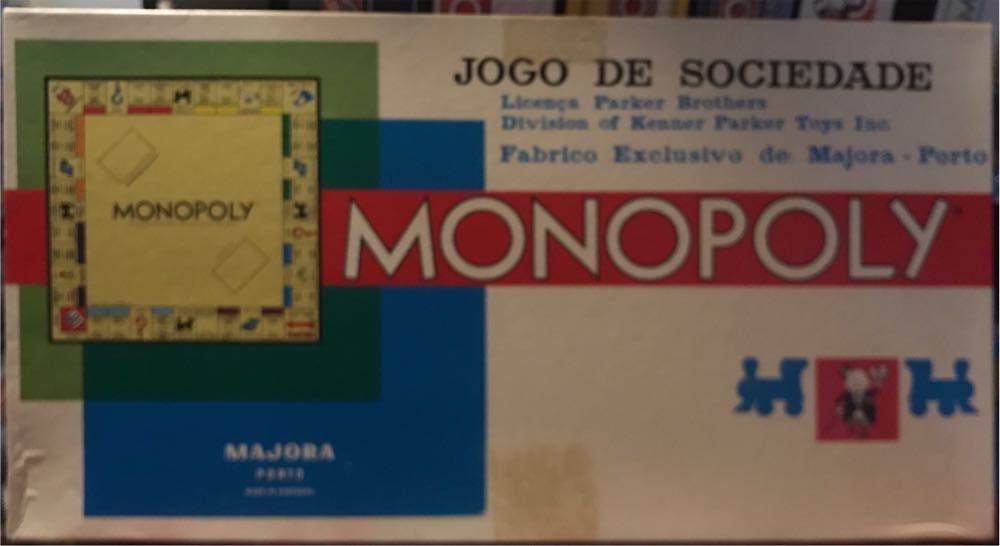 JOGO DE SOCIEDADE
Licença Parker Brothers
Division of Kenner Parker Toys Inc.
Fabrico Exclusivo de Majora - Porto
MONOPOLY
MONOPOLY
MAJORA
PORTO